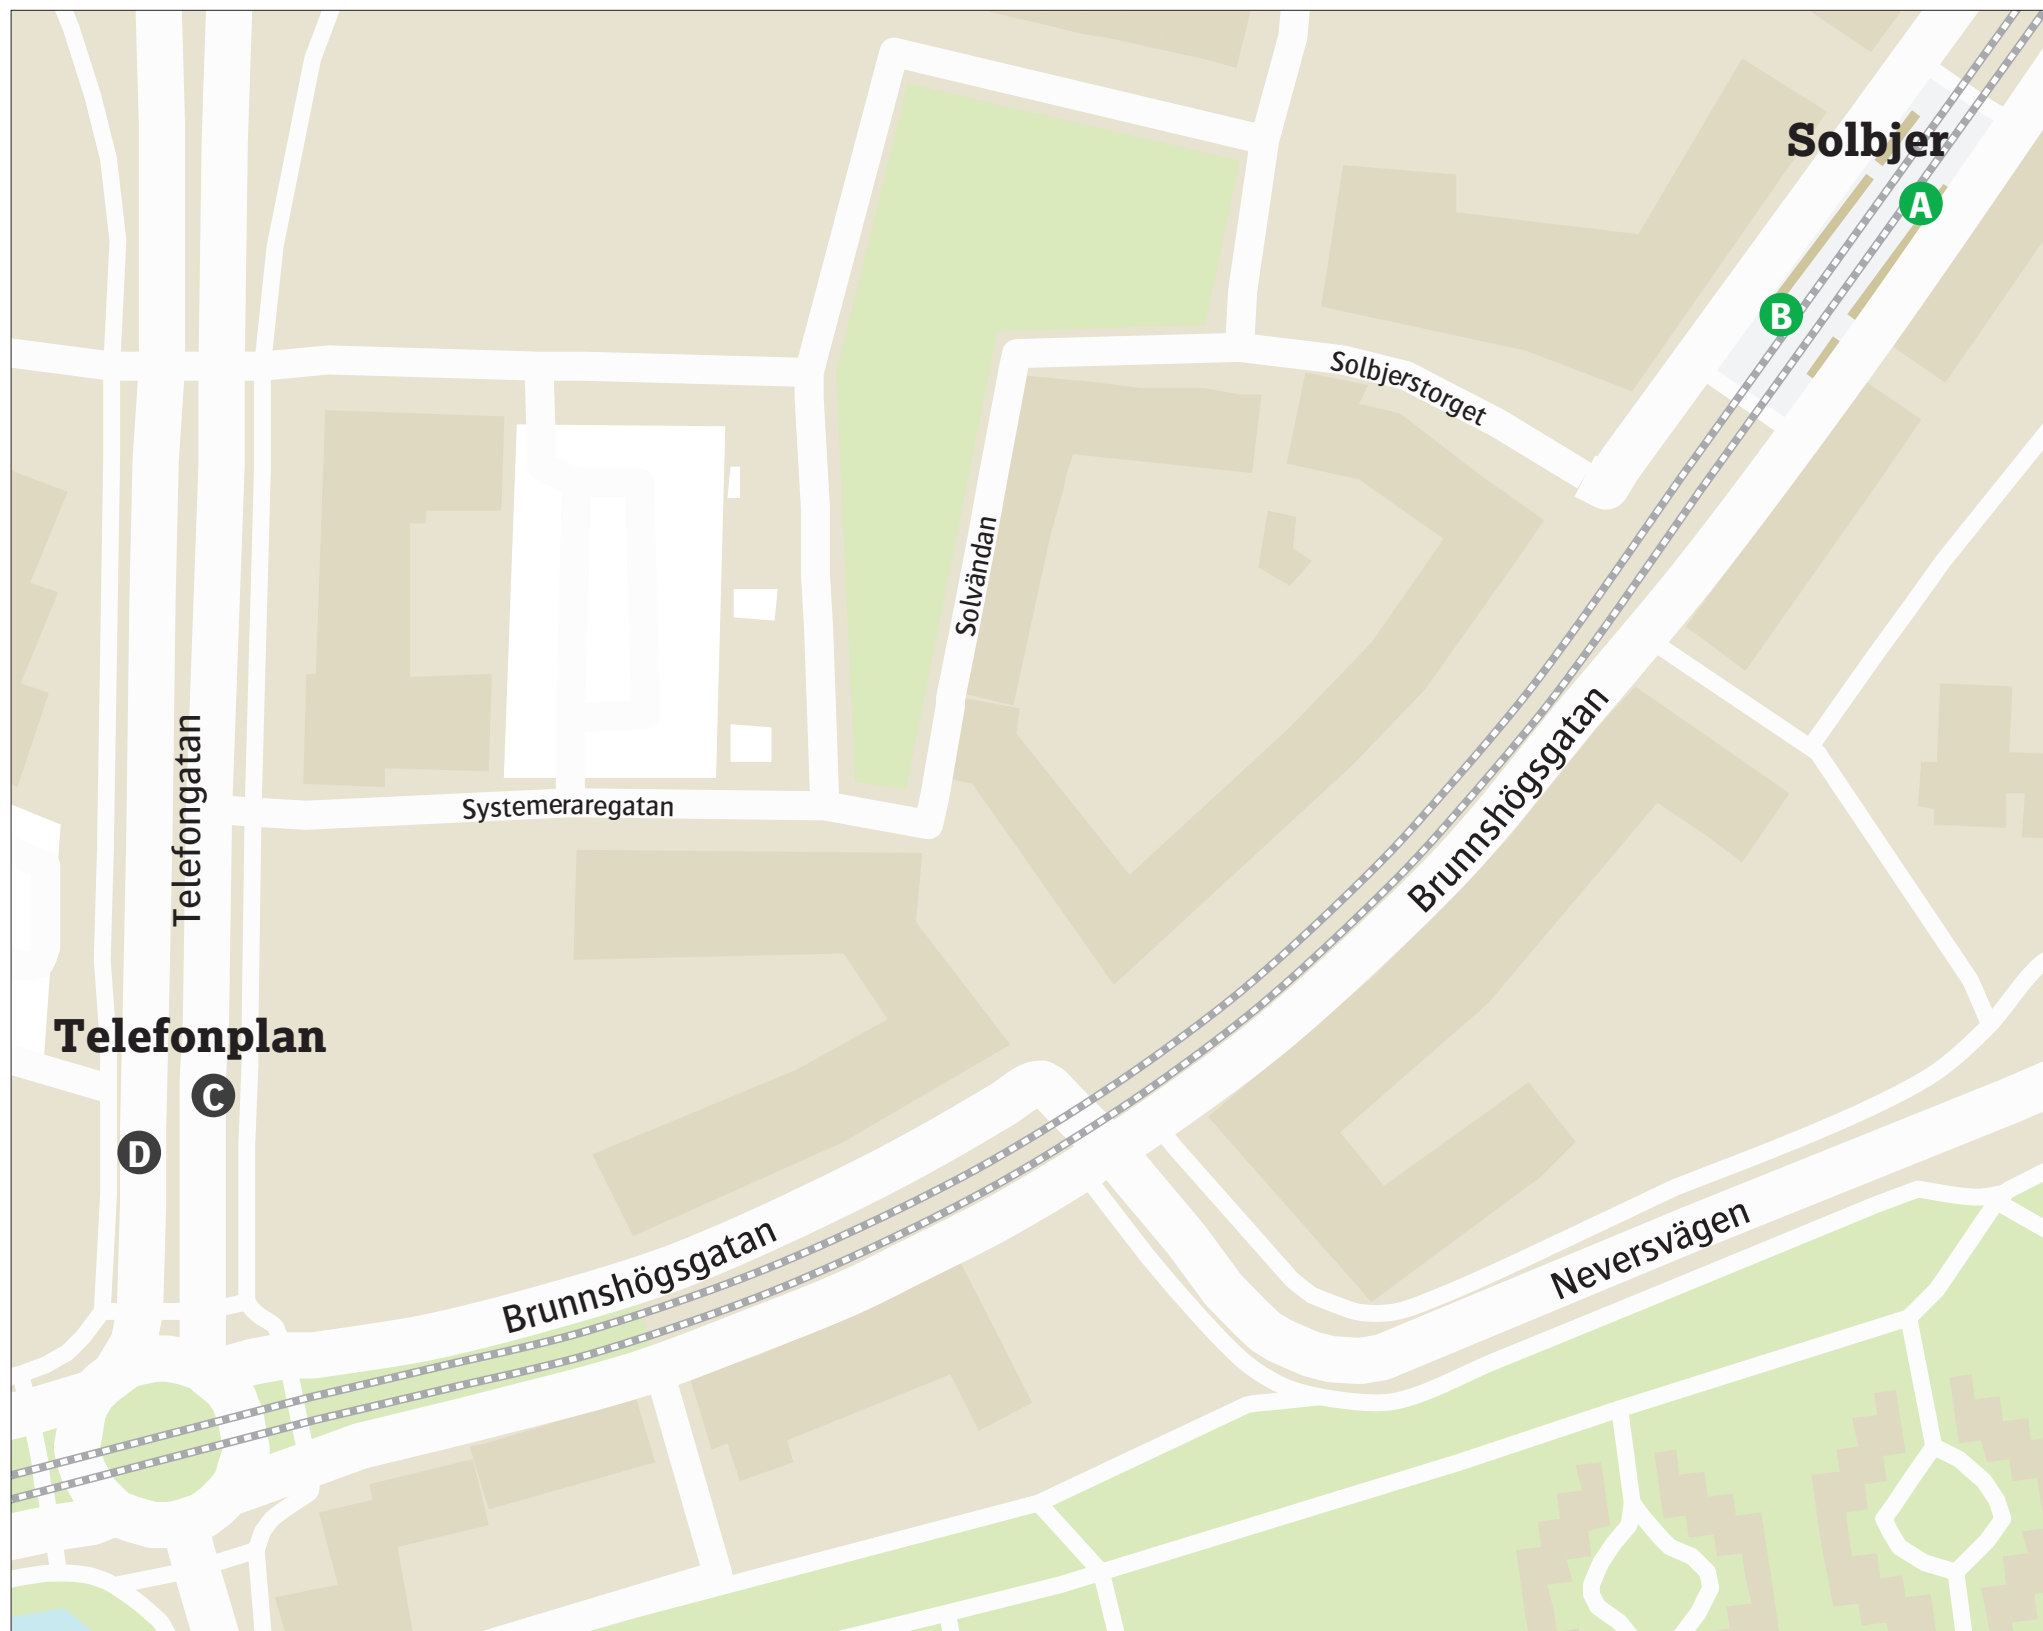 Solbjer
A
B
Solbjerstorget
Solvändan
Telefongatan
Brunnshögsgatan
Systemeraregatan
Telefonplan
C
D
Brunnshögsgatan
Neversvägen